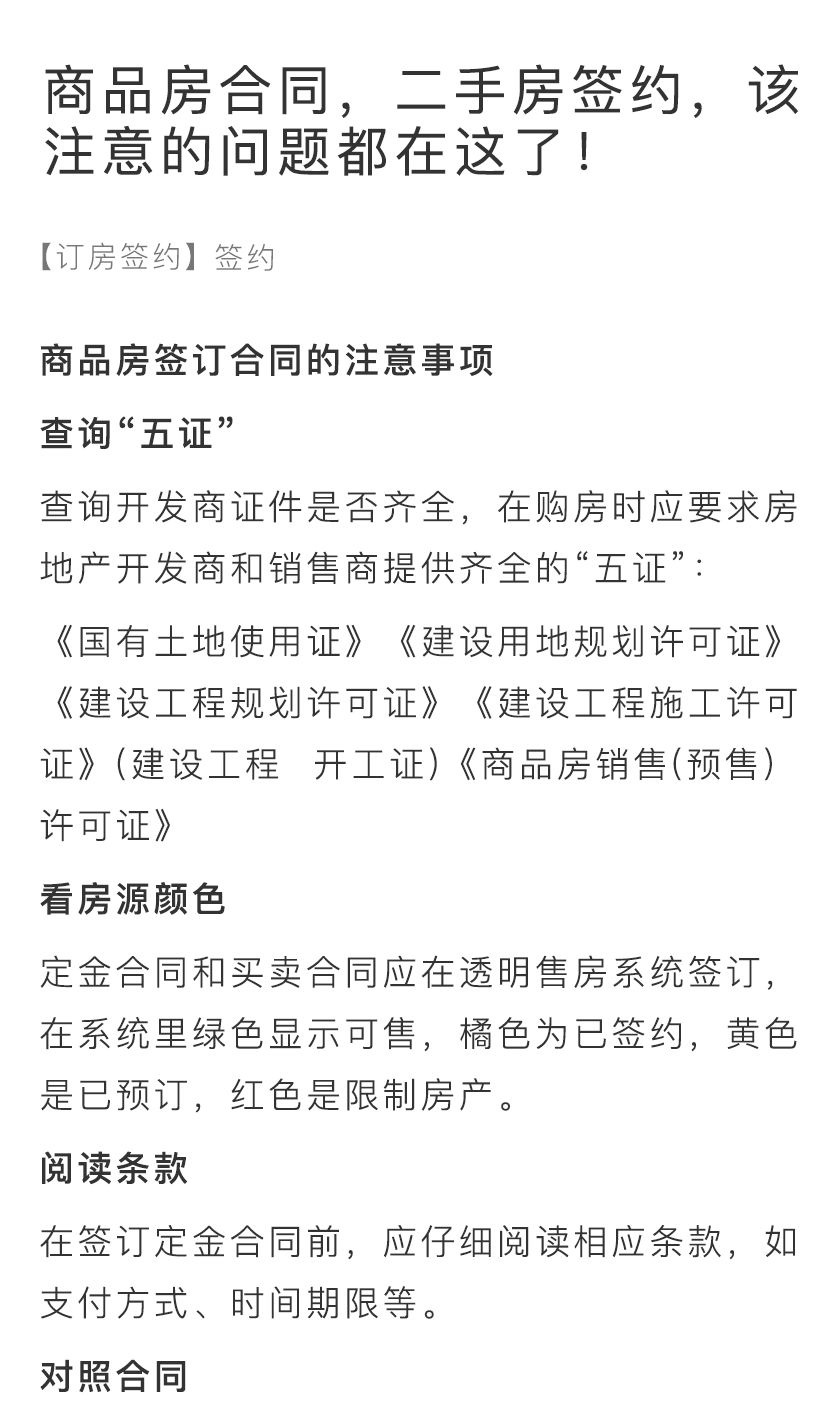 商品房合同，二手房签约，该
注意的问题都在这了！
【订房签约】签约
商品房签订合同的注意事项
查询“五证”
查询开发商证件是否齐全，在购房时应要求房
地产开发商和销售商提供齐全的“五证”：
《国有土地使用证》《建设用地规划许可证》
《建设工程规划许可证》《建设工程施工许可
证》(建设工程 开工证)《商品房销售(预售)
许可证》
看房源颜色
定金合同和买卖合同应在透明售房系统签订，
在系统里绿色显示可售，橘色为已签约，黄色
是已预订，红色是限制房产。
阅读条款
在签订定金合同前，应仔细阅读相应条款，如
支付方式、时间期限等。
对照合同